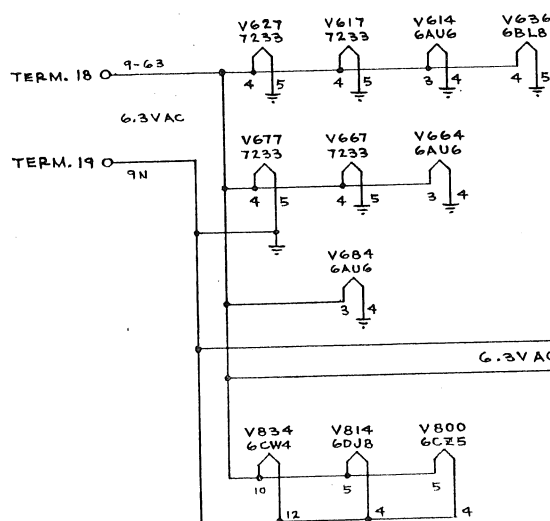 V627 V617 V614 V636
7233 7233 6AU6 6BL8
TERM. 18 9-63 4 5 4 5 3 4 4 5
6.3VAC
V677 V667 V664
7233 7233 6AU6
TERM. 19 9N 4 5 4 5 3 4
V684
6AU6
3 4
6.3VAC
V834 V814 V800
6CW4 6DJ8 6CZ5
10 5 5
12 4 4